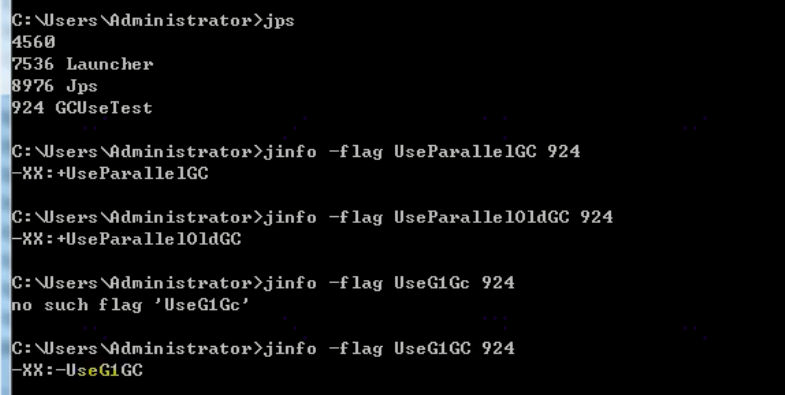 C:\Users\Administrator>jps
4560
7536 Launcher
8976 Jps
924 GCUseTest
C:\Users\Administrator>jinfo -flag UseParallelGC 924
-XX:+UseParallelGC
C:\Users\Administrator>jinfo -flag UseParallelOldGC 924
-XX:+UseParallelOldGC
C:\Users\Administrator>jinfo -flag UseG1Gc 924
no such flag 'UseG1Gc'
C:\Users\Administrator>jinfo -flag UseG1GC 924
-XX:-UseG1GC